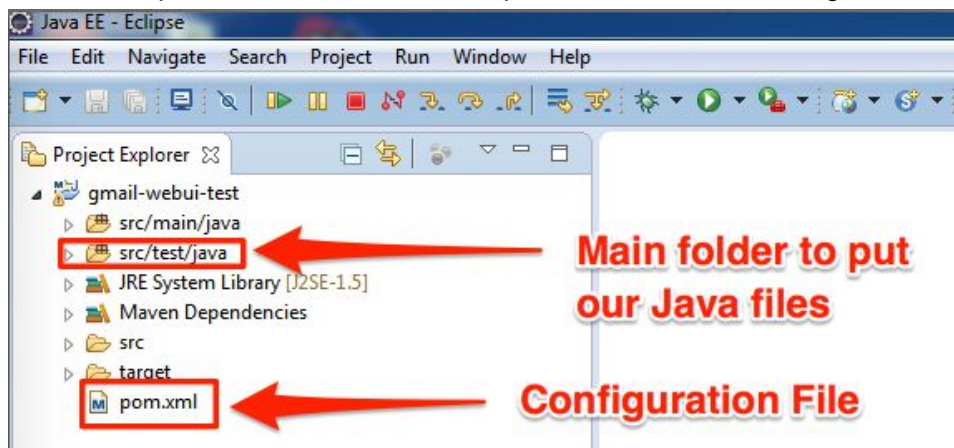 Java EE - Eclipse
File Edit Navigate Search Project Run Window Help
Project Explorer
gmail-webui-test
src/main/java
src/test/java
JRE System Library [J2SE-1.5]
Maven Dependencies
src
target
pom.xml
Main folder to put
our Java files
Configuration File